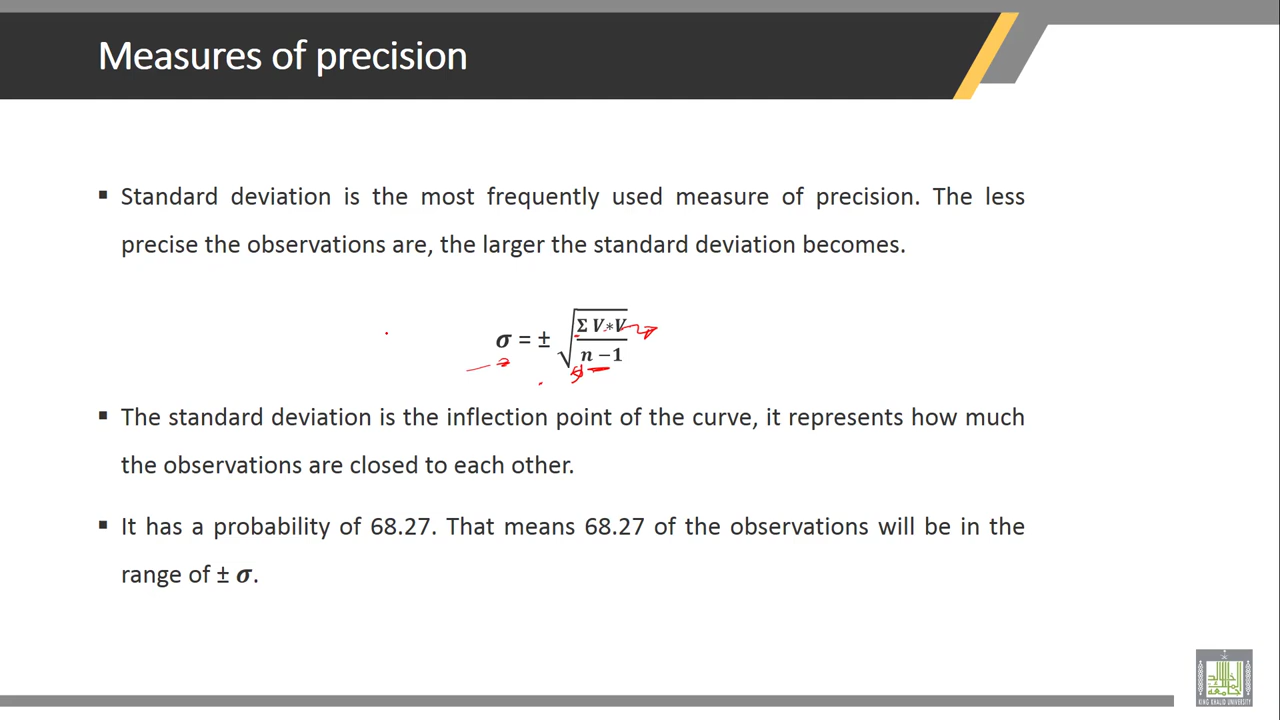 Measures of precision
▪ Standard deviation is the most frequently used measure of precision. The less
precise the observations are, the larger the standard deviation becomes.
σ = ± √(Σ V*V / n −1)
▪ The standard deviation is the inflection point of the curve, it represents how much
the observations are closed to each other.
▪ It has a probability of 68.27. That means 68.27 of the observations will be in the
range of ± σ.
KING KHALID UNIVERSITY